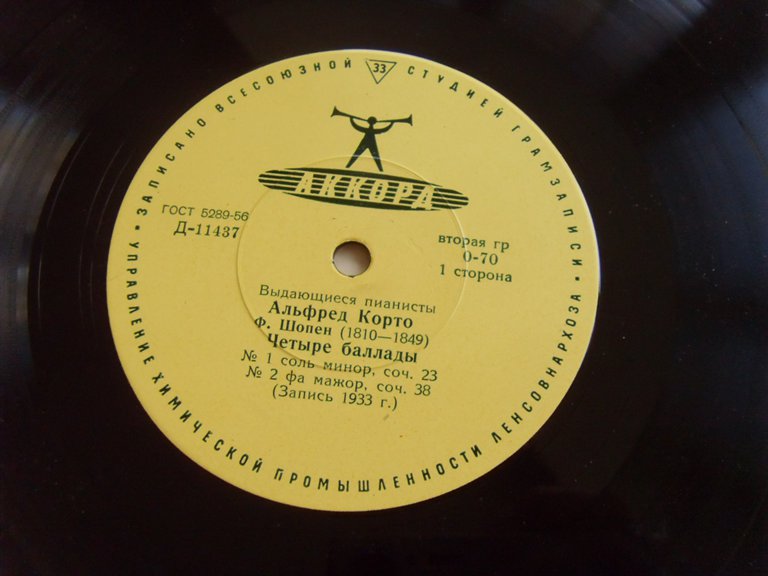 ЗАПИСАНО ВСЕСОЮЗНОЙ 33 СТУДИЕЙ ГРАМЗАПИСИ
АККОРД
ГОСТ 5289-56
Д-11437
вторая гр
0-70
1 сторона
Выдающиеся пианисты
Альфред Корто
Ф. Шопен (1810—1849)
Четыре баллады
№ 1 соль минор, соч. 23
№ 2 фа мажор, соч. 38
(Запись 1933 г.)
УПРАВЛЕНИЕ ХИМИЧЕСКОЙ ПРОМЫШЛЕННОСТИ ЛЕНСОВНАРХОЗА